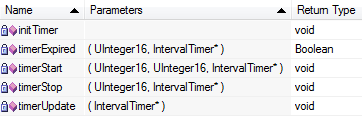 Name Parameters Return Type
initTimer void
timerExpired ( UInteger16, IntervalTimer* ) Boolean
timerStart ( UInteger16, UInteger16, IntervalTimer* ) void
timerStop ( UInteger16, IntervalTimer* ) void
timerUpdate ( IntervalTimer* ) void